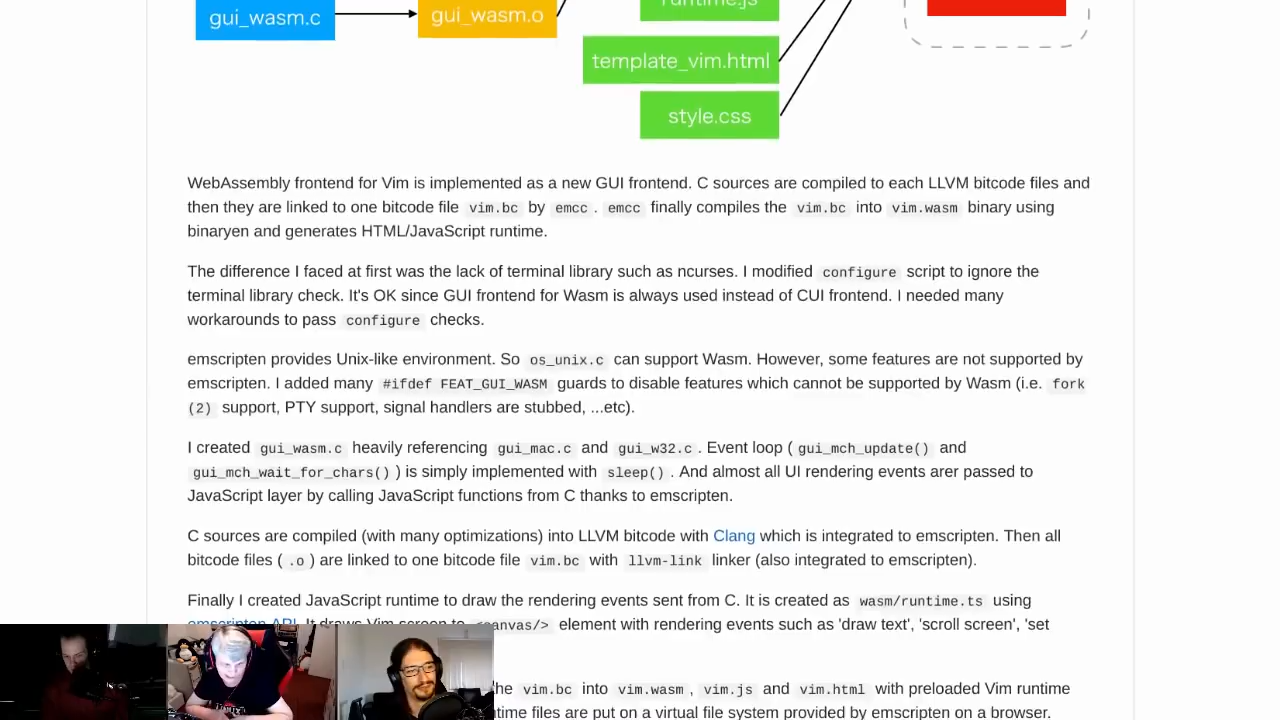 gui_wasm.c
gui_wasm.o
runtime.js
template_vim.html
style.css
WebAssembly frontend for Vim is implemented as a new GUI frontend. C sources are compiled to each LLVM bitcode files and
then they are linked to one bitcode file vim.bc by emcc . emcc finally compiles the vim.bc into vim.wasm binary using
binaryen and generates HTML/JavaScript runtime.
The difference I faced at first was the lack of terminal library such as ncurses. I modified configure script to ignore the
terminal library check. It's OK since GUI frontend for Wasm is always used instead of CUI frontend. I needed many
workarounds to pass configure checks.
emscripten provides Unix-like environment. So os_unix.c can support Wasm. However, some features are not supported by
emscripten. I added many #ifdef FEAT_GUI_WASM guards to disable features which cannot be supported by Wasm (i.e. fork
(2) support, PTY support, signal handlers are stubbed, ...etc).
I created gui_wasm.c heavily referencing gui_mac.c and gui_w32.c . Event loop ( gui_mch_update() and
gui_mch_wait_for_chars() ) is simply implemented with sleep() . And almost all UI rendering events arer passed to
JavaScript layer by calling JavaScript functions from C thanks to emscripten.
C sources are compiled (with many optimizations) into LLVM bitcode with Clang which is integrated to emscripten. Then all
bitcode files ( .o ) are linked to one bitcode file vim.bc with llvm-link linker (also integrated to emscripten).
Finally I created JavaScript runtime to draw the rendering events sent from C. It is created as wasm/runtime.ts using
emscripten API. It draws Vim screen to <canvas/> element with rendering events such as 'draw text', 'scroll screen', 'set
the vim.bc into vim.wasm , vim.js and vim.html with preloaded Vim runtime
files are put on a virtual file system provided by emscripten on a browser.